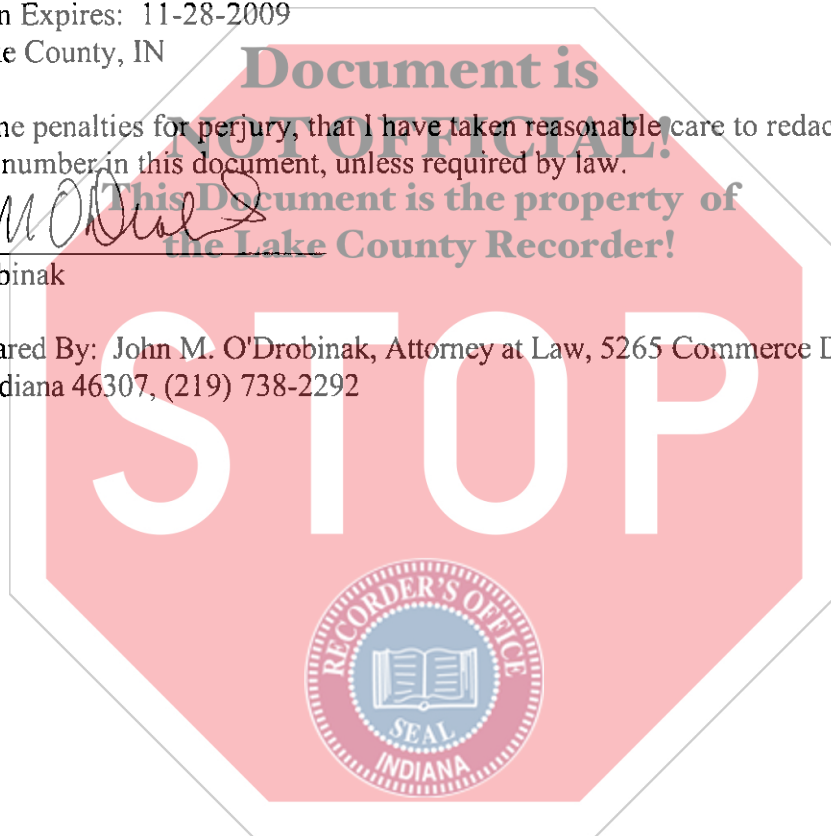 n Expires: 11-28-2009
e County, IN
Document is
ne penalties for perjury, that I have taken reasonable care to redac
NOT OFFICIAL!
number in this document, unless required by law.
This Document is the property of
the Lake County Recorder!
binak
ared By: John M. O'Drobinak, Attorney at Law, 5265 Commerce D
diana 46307, (219) 738-2292
STOP
RECORDER'S OFFICE
SEAL
INDIANA